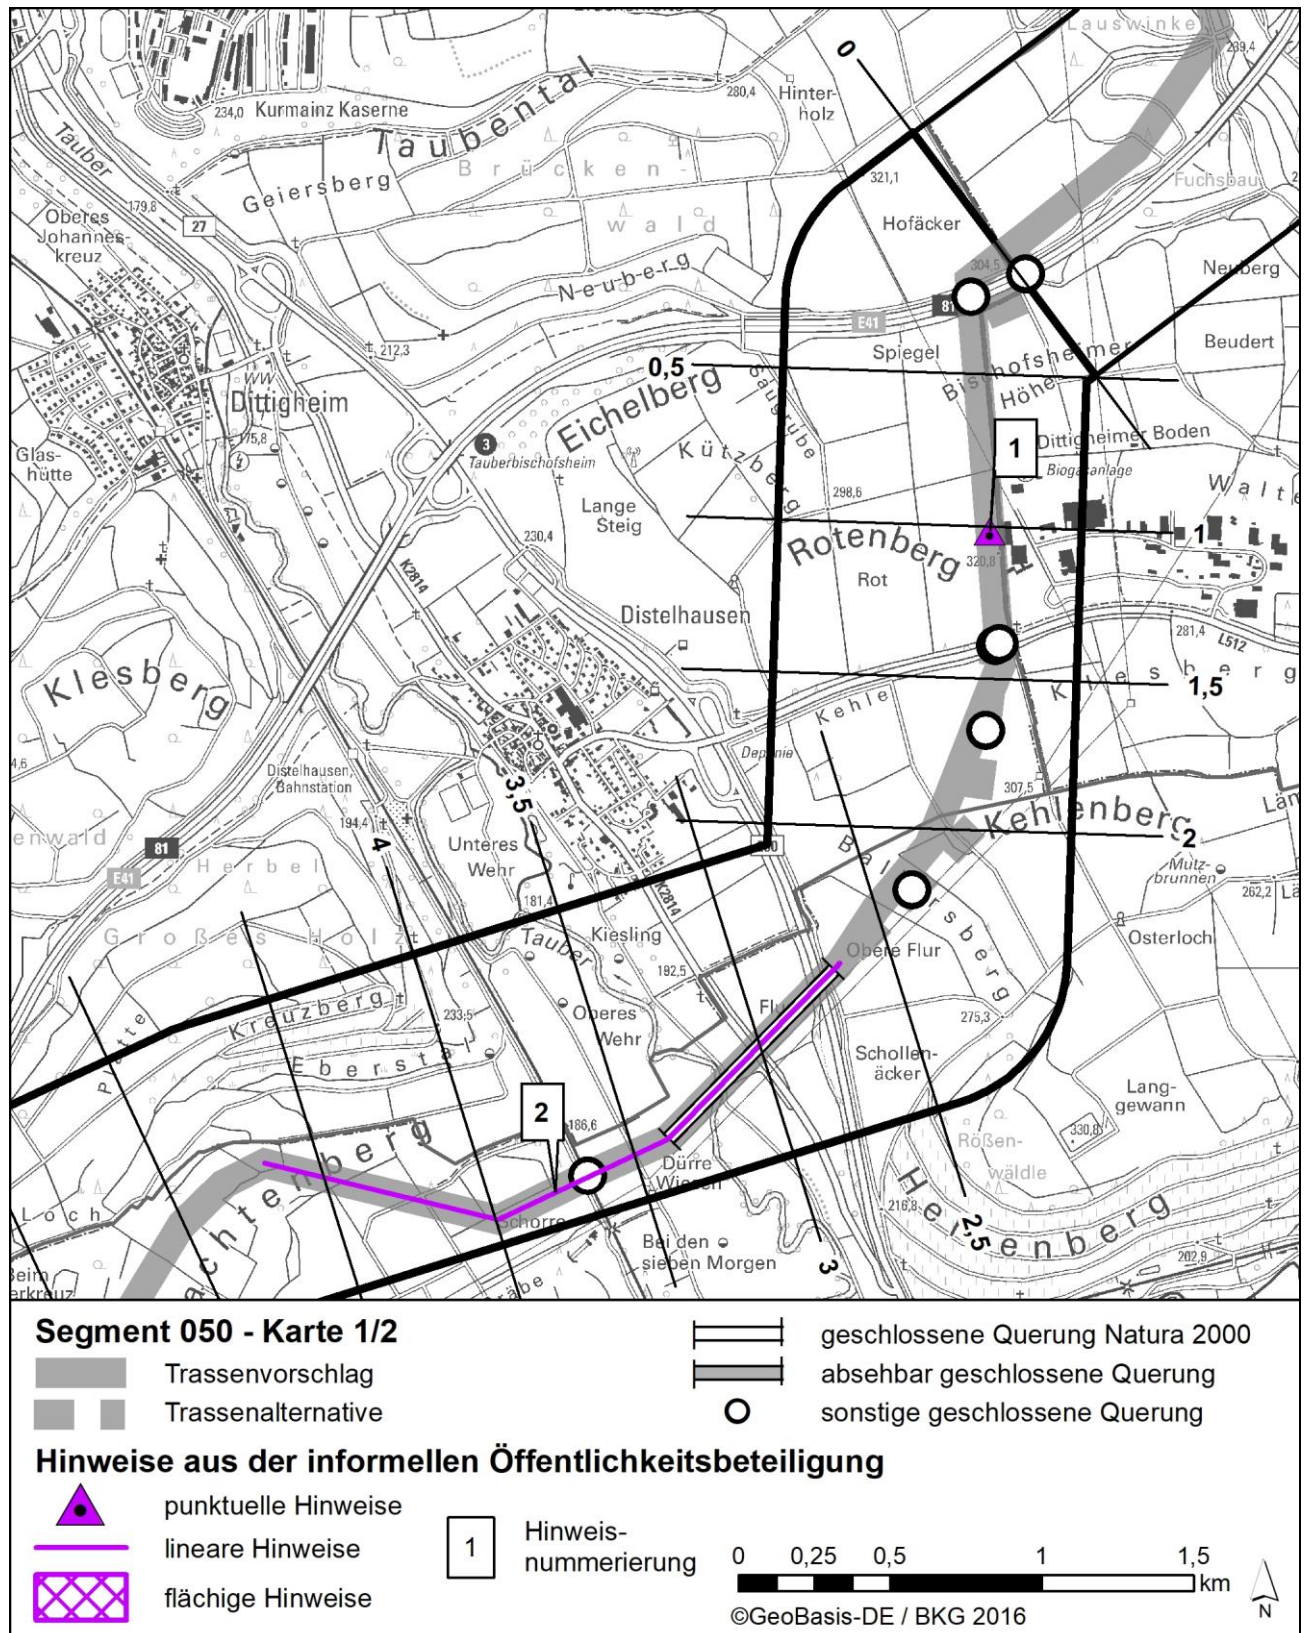 Lauswinke
239,4
0
Kurmainz Kaserne
234,0
280,4
Hinter-
holz
Taubental
Tauber
Brücken-
wald
Geiersberg
321,1
Fuchsbau
Oberes
Johannes-
kreuz
179,8
27
Hofäcker
304,5
Neuberg
Neuberg
81
E41
212,3
Spiegel
Beudert
Bischofsheimer
Höhe
0,5
Eichelberg
Saugrube
WW
Dittigheim
175,8
3
Tauberbischofsheim
Glas-
hütte
Kützberg
1
Dittigheimer Boden
Biogasanlage
298,6
Lange
Steig
Walte
230,4
Rotenberg
1
320,8
Rot
K2814
Distelhausen
281,4
L512
Klesberg
Kehle
1,5
Deponie
Distelhausen,
Bahnstation
3,5
307,5
194,4
4
Kehlenberg
2
enwald
81
E41
Herbel
Unteres
Wehr
Mutz-
brunnen
262,2
K2814
181,4
Großes Holz
Tauber
Kiesling
Osterloch
Obere Flur
192,5
Platte
Kreuzberg
233,5
Oberes
Wehr
275,3
Schollen-
äcker
Lang-
gewann
2
186,6
330,8
Rößen-
wäldle
Dürre
Wiesen
216,8
Loch
Bei den
sieben Morgen
2,5
3
202,9
Segment 050 - Karte 1/2
Trassenvorschlag
Trassenalternative
geschlossene Querung Natura 2000
absehbar geschlossene Querung
sonstige geschlossene Querung
Hinweise aus der informellen Öffentlichkeitsbeteiligung
punktuelle Hinweise
lineare Hinweise
flächige Hinweise
1
Hinweis-
nummerierung
0 0,25 0,5 1 1,5
km
N
©GeoBasis-DE / BKG 2016